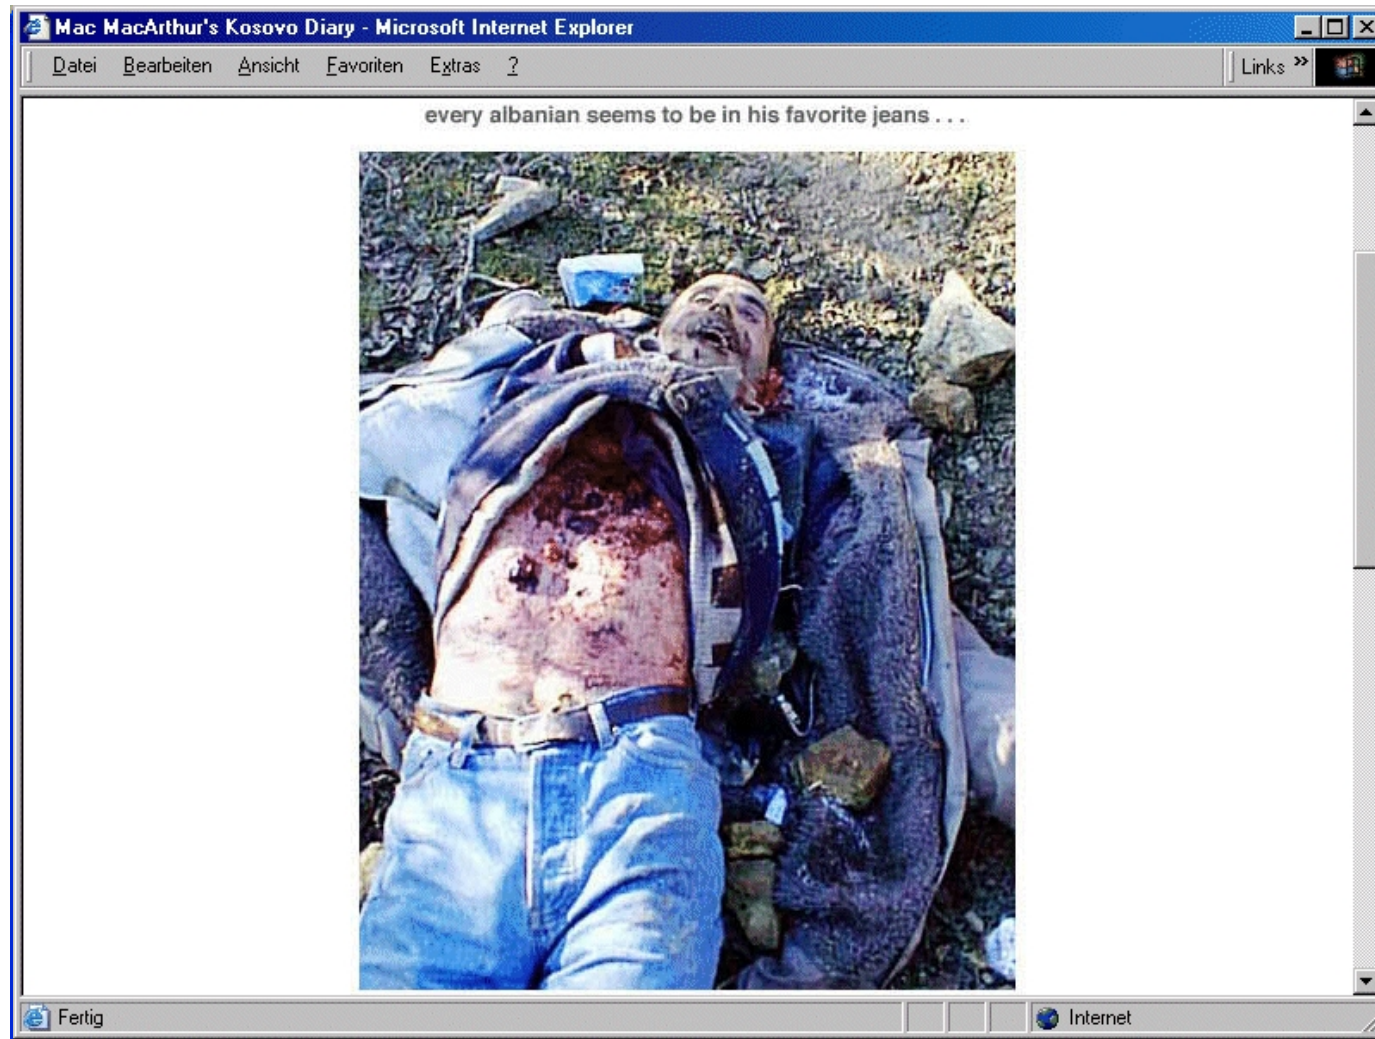 Mac MacArthur's Kosovo Diary - Microsoft Internet Explorer
Datei Bearbeiten Ansicht Favoriten Extras ? Links »
every albanian seems to be in his favorite jeans . . .
Fertig Internet